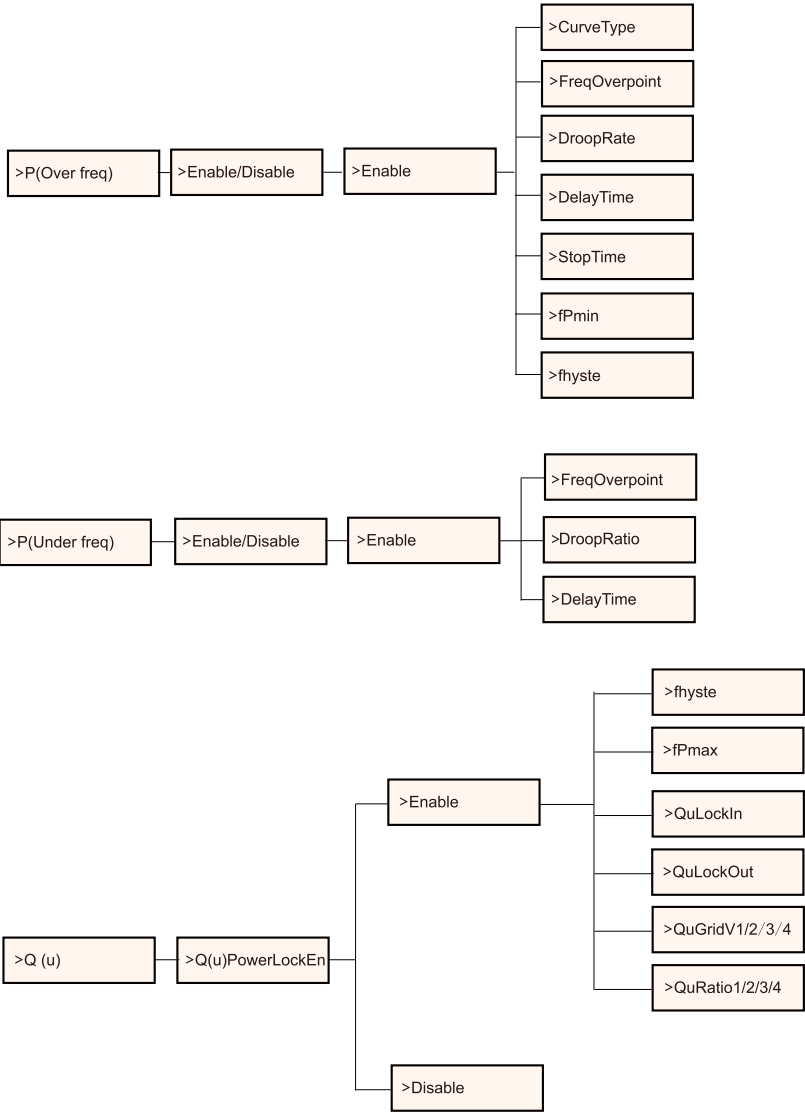 >P(Over freq)
>Enable/Disable
>Enable
>CurveType
>FreqOverpoint
>DroopRate
>DelayTime
>StopTime
>fPmin
>fhyste
>P(Under freq)
>Enable/Disable
>Enable
>FreqOverpoint
>DroopRatio
>DelayTime
>Q (u)
>Q(u)PowerLockEn
>Enable
>fhyste
>fPmax
>QuLockIn
>QuLockOut
>QuGridV1/2/3/4
>QuRatio1/2/3/4
>Disable